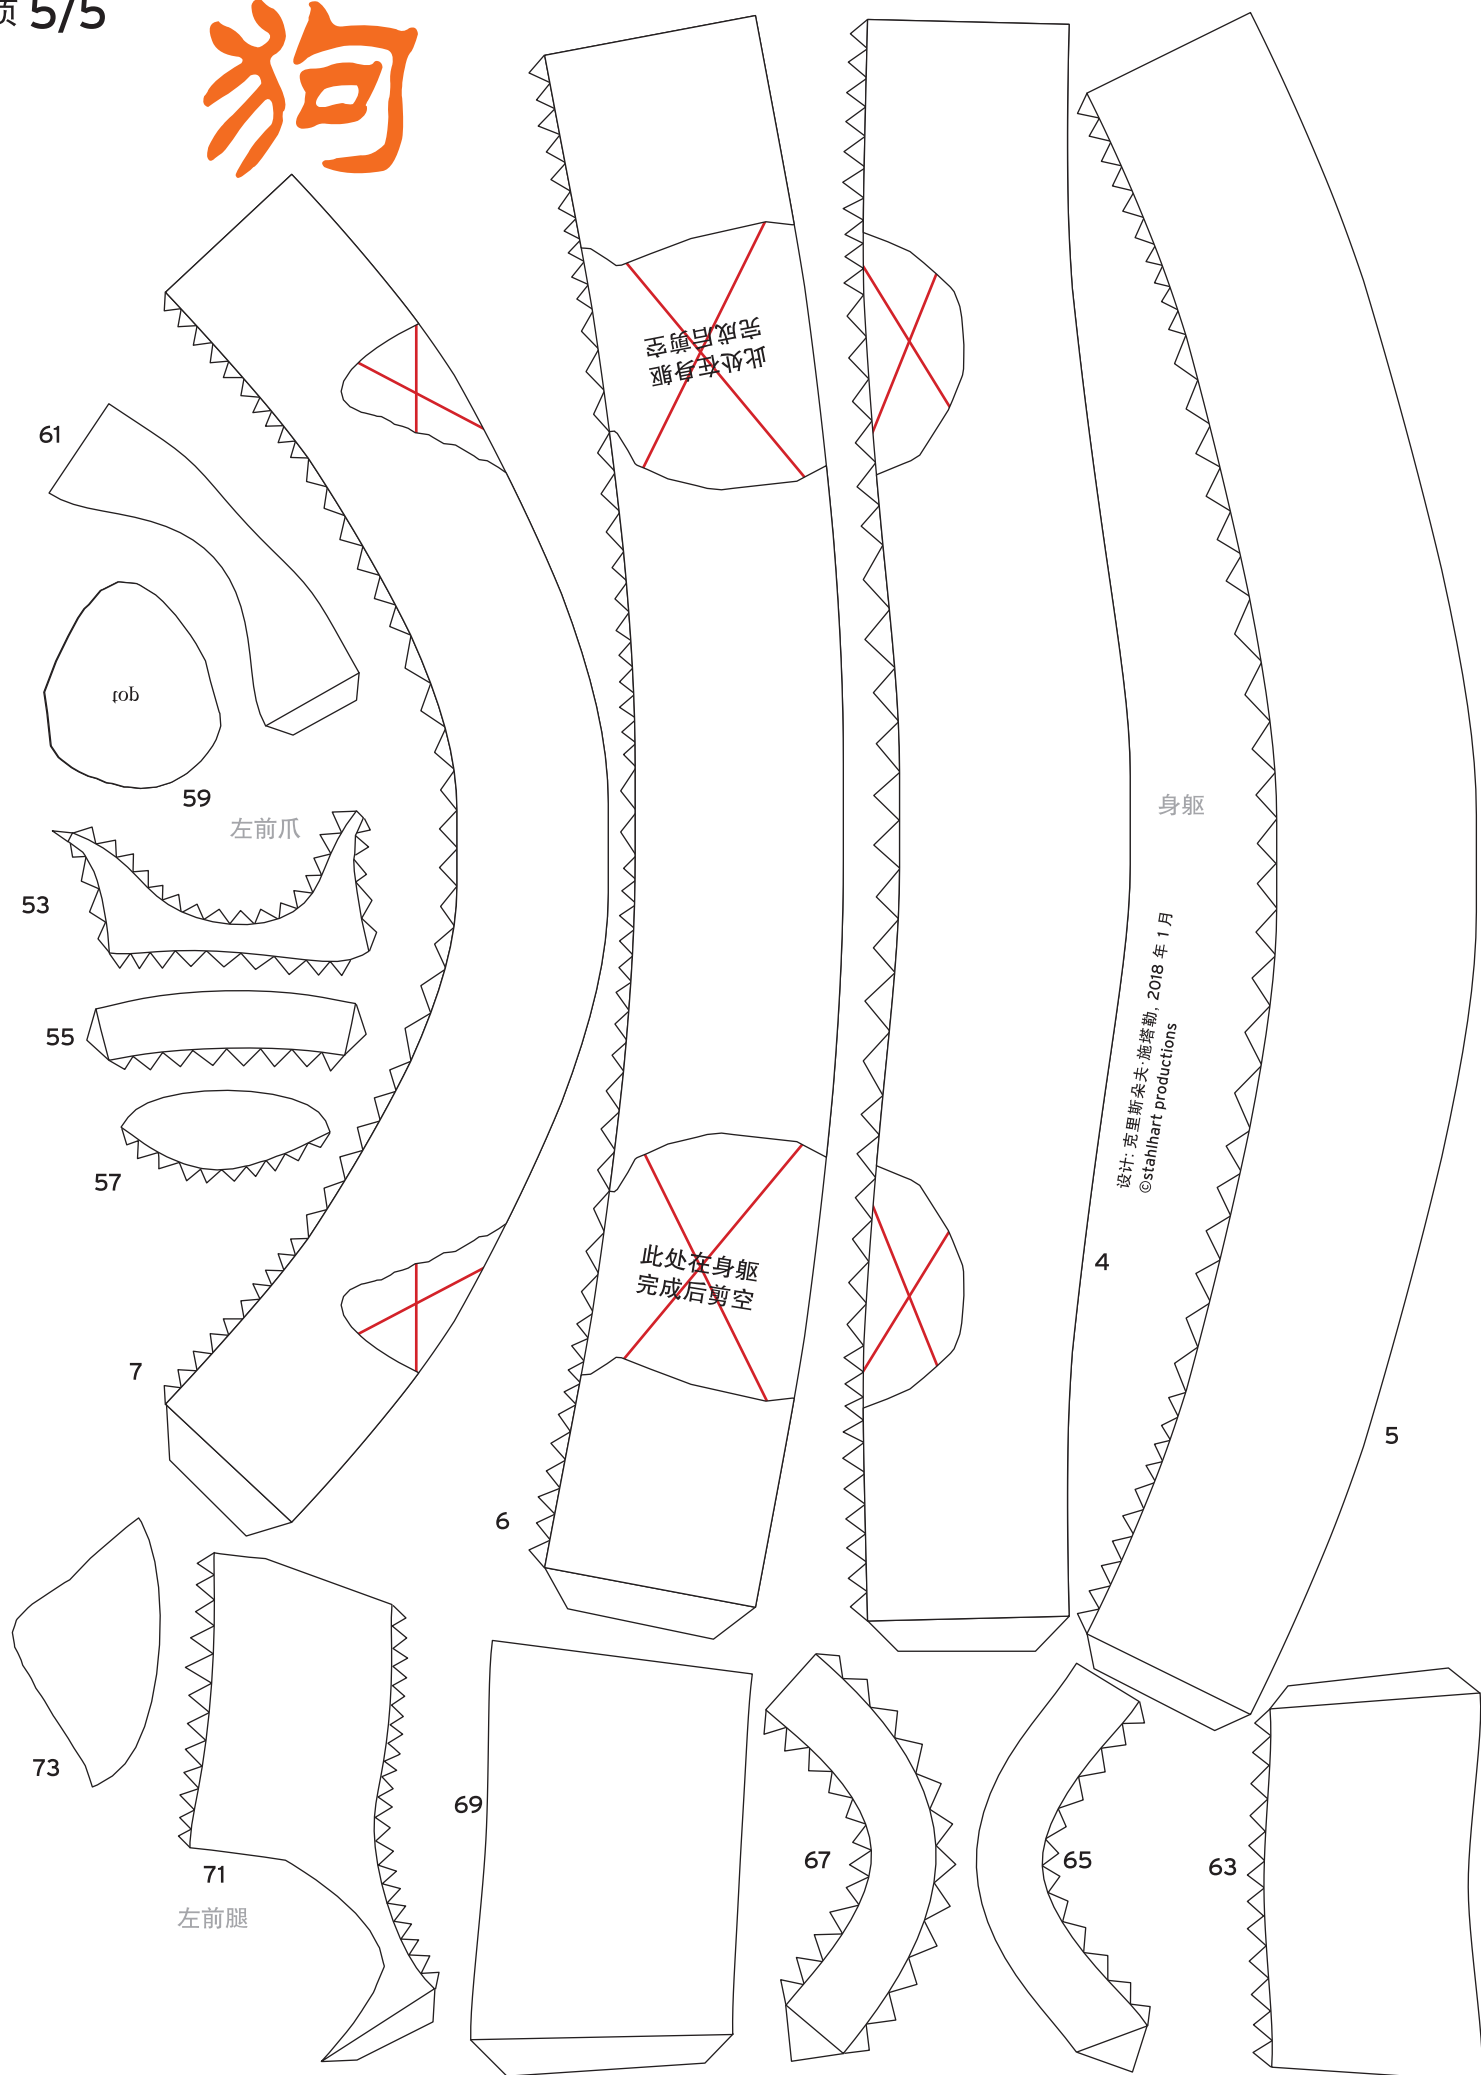 页 5/5
狗
61
top
59
左前爪
53
55
57
7
此处在身躯
完成后剪空
此处在身躯
完成后剪空
6
身躯
设计: 克里斯朵夫·施塔勒, 2018 年 1 月
©stahlhart productions
4
5
73
71
左前腿
69
67
65
63